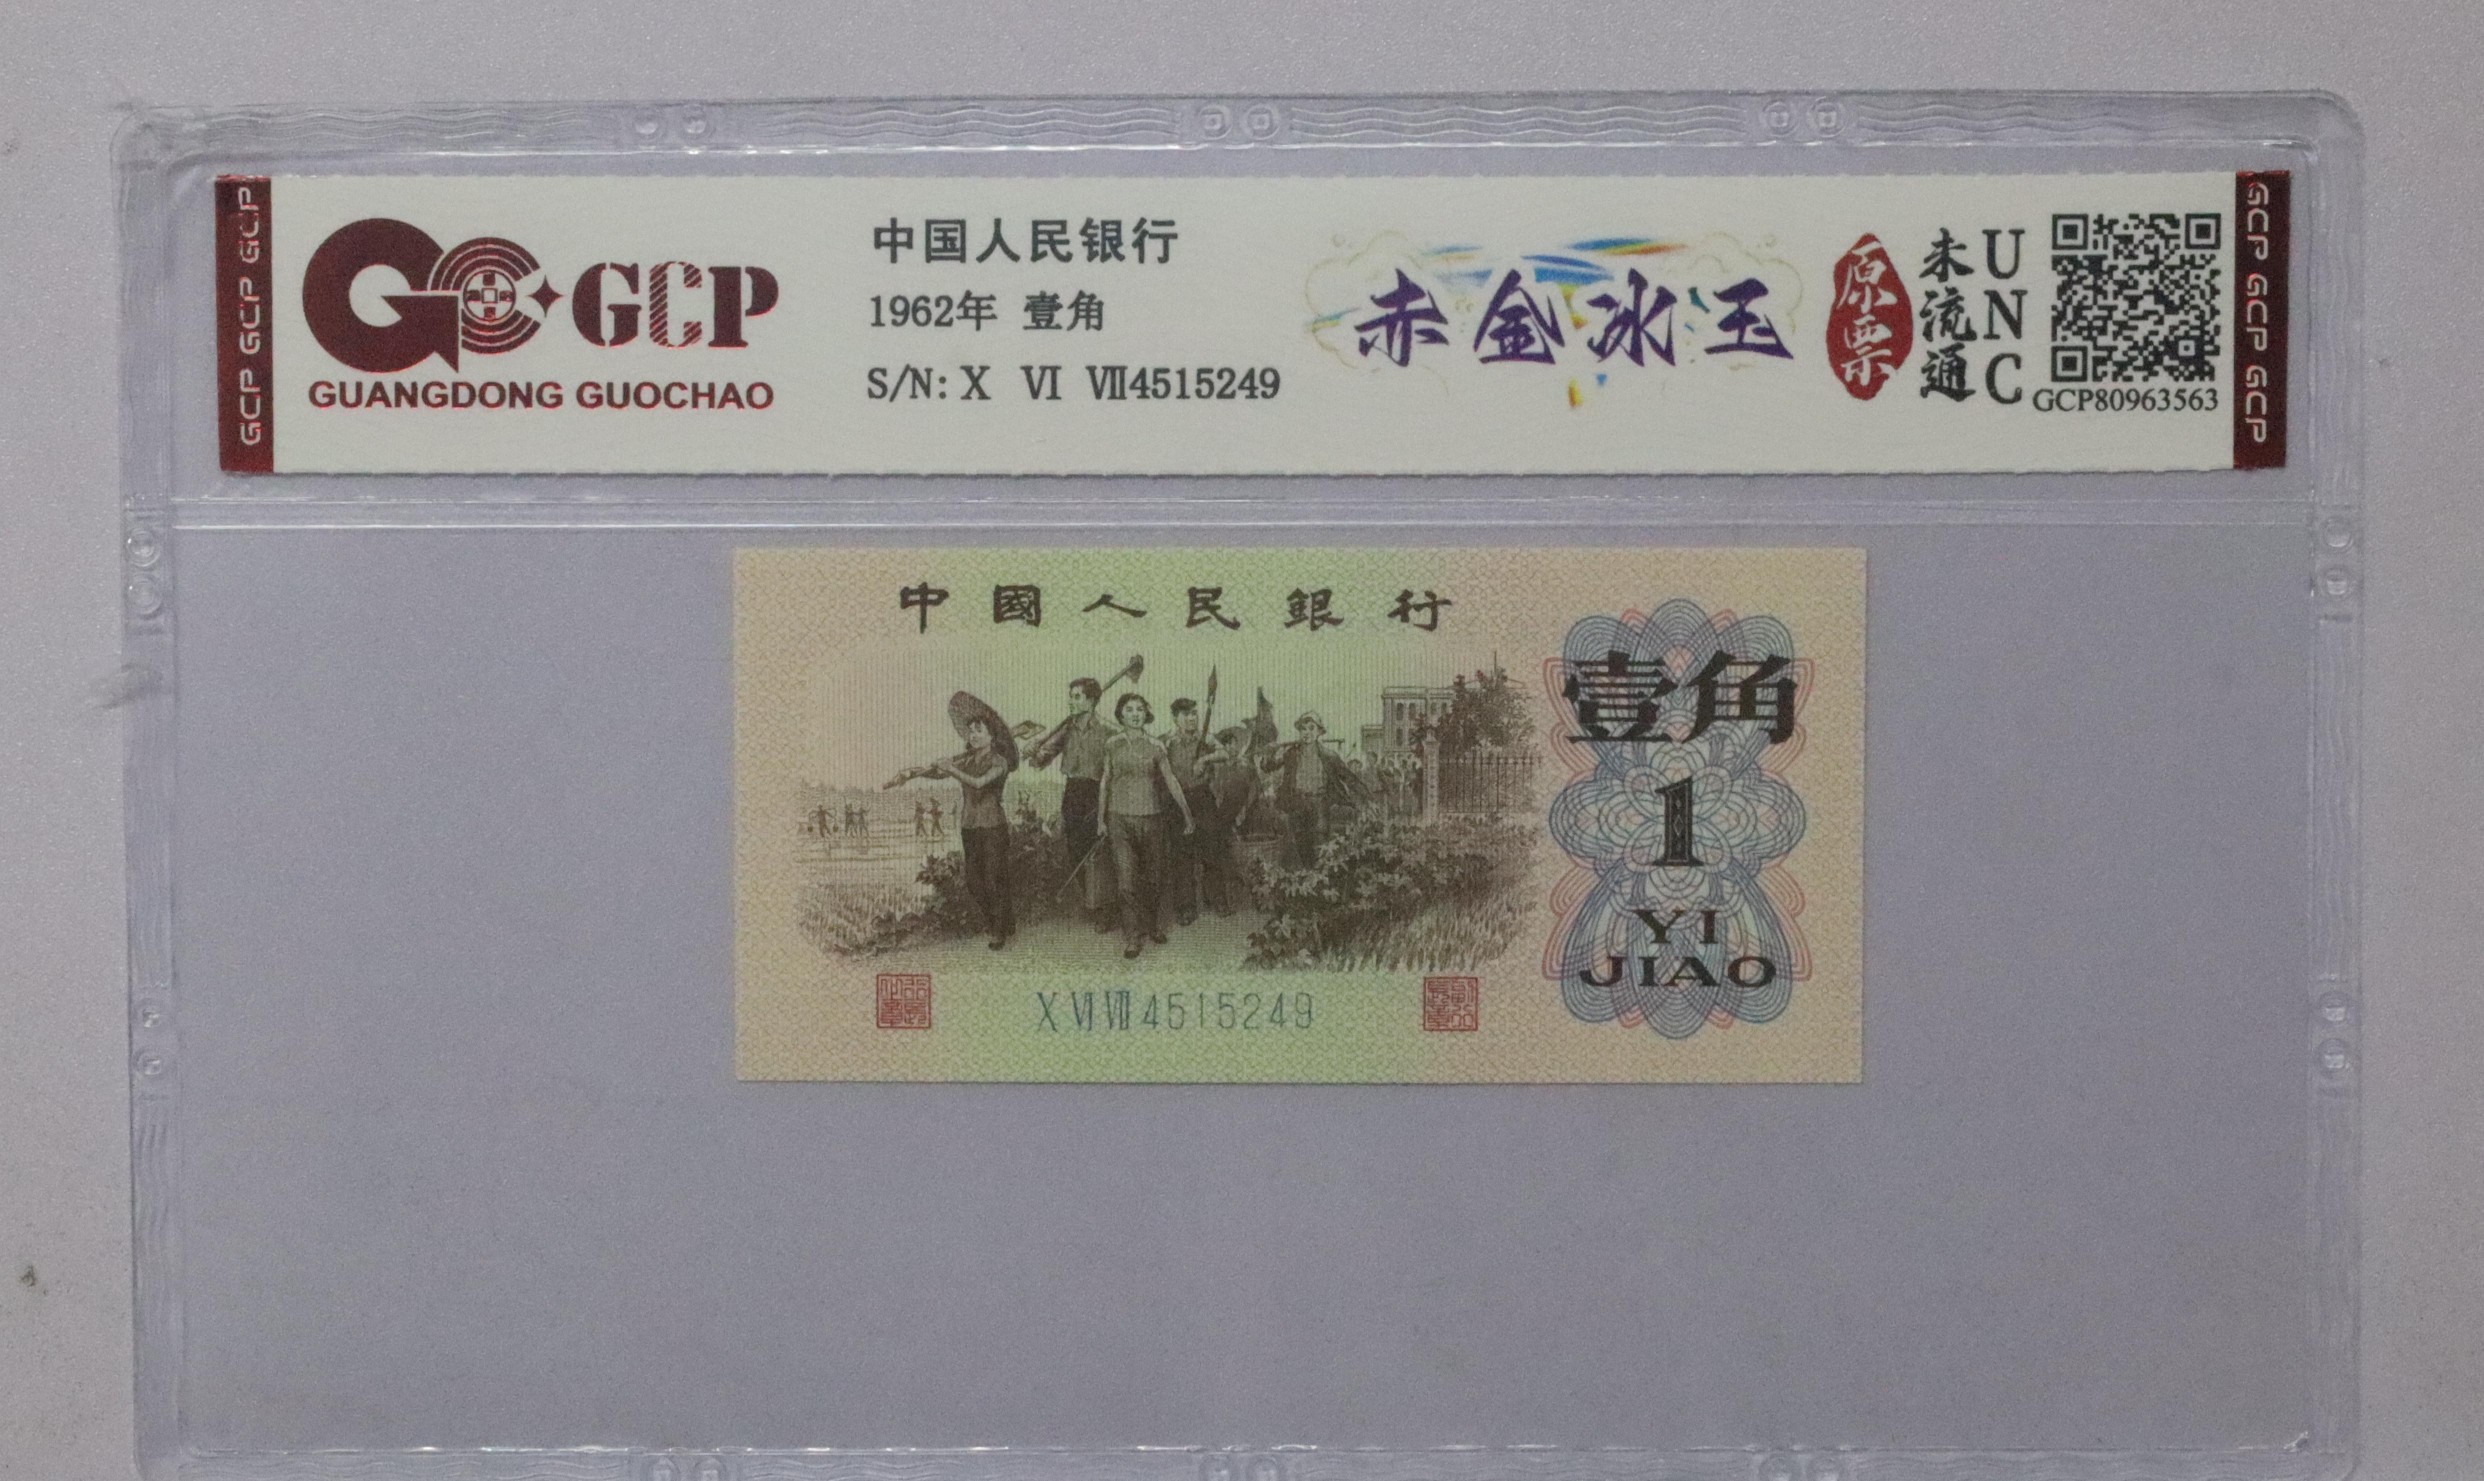 GCP GCP GCP
GCP
GUANGDONG GUOCHAO
中国人民银行
1962年 壹角
S/N: X VI VII4515249
赤金冰玉
原票
未流通
UNC
GCP80963563
GCP GCP GCP
中國人民銀行
壹角
1
YI
JIAO
X VI VII 4515249